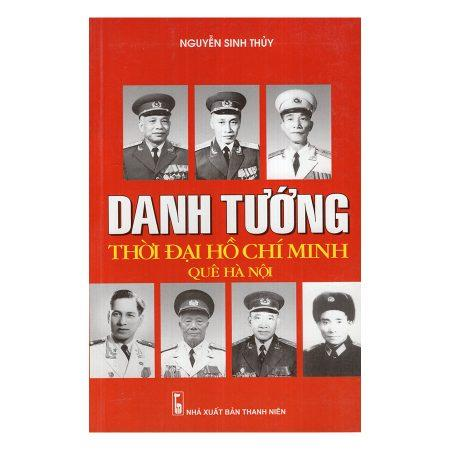 NGUYỄN SINH THỦY
DANH TƯỚNG
THỜI ĐẠI HỒ CHÍ MINH
QUÊ HÀ NỘI
NHÀ XUẤT BẢN THANH NIÊN